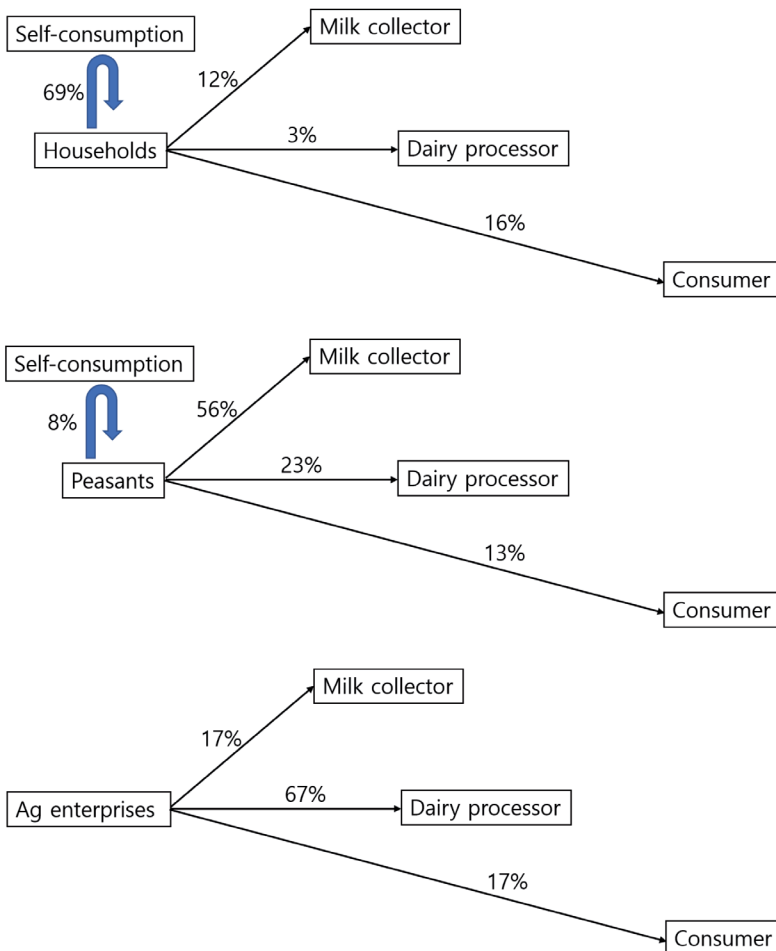 Self-consumption
Milk collector
69%
12%
Households
3%
Dairy processor
16%
Consumer
Self-consumption
Milk collector
8%
56%
Peasants
23%
Dairy processor
13%
Consumer
Milk collector
17%
Ag enterprises
67%
Dairy processor
17%
Consumer